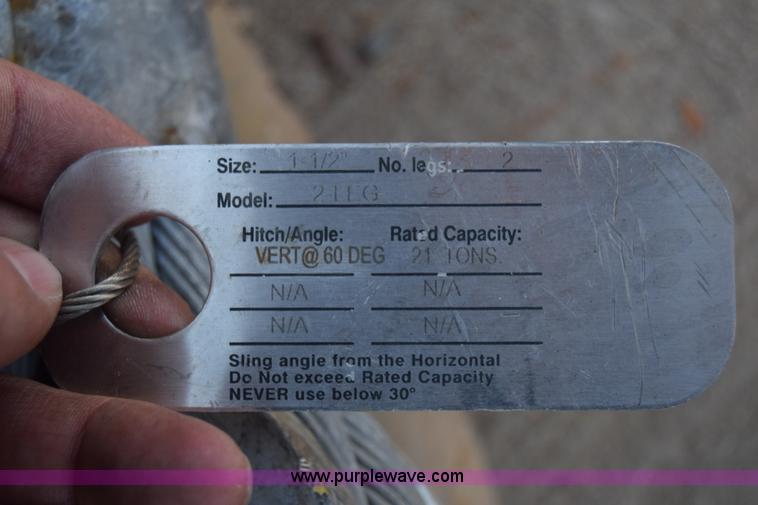 Size: 1-1/2" No. legs: 2
Model: 2-LEG
Hitch/Angle: Rated Capacity:
VERT@ 60 DEG 21 TONS.
N/A N/A
N/A N/A
Sling angle from the Horizontal
Do Not exceed Rated Capacity
NEVER use below 30°
www.purplewave.com